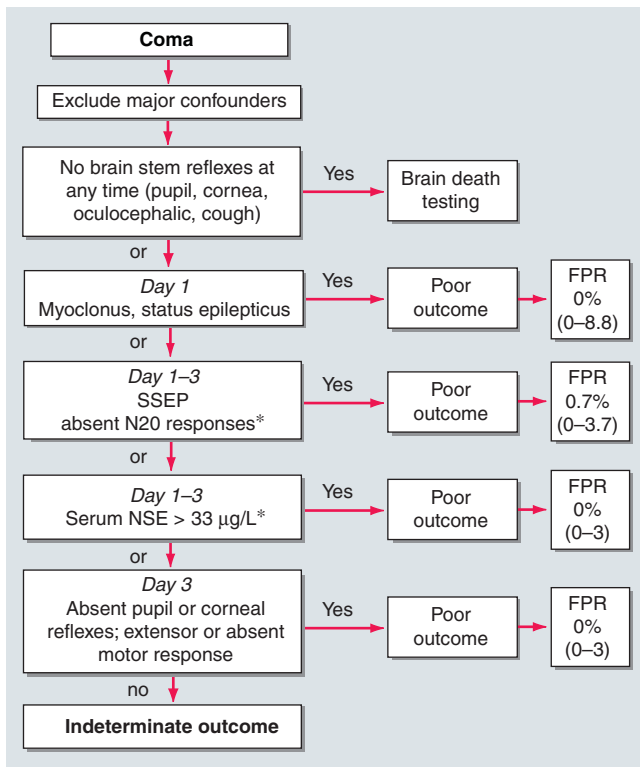 Coma
Exclude major confounders
No brain stem reflexes at
any time (pupil, cornea,
oculocephalic, cough)
Yes
Brain death
testing
or
Day 1
Myoclonus, status epilepticus
Yes
Poor
outcome
FPR
0%
(0–8.8)
or
Day 1–3
SSEP
absent N20 responses*
Yes
Poor
outcome
FPR
0.7%
(0–3.7)
or
Day 1–3
Serum NSE > 33 μg/L*
Yes
Poor
outcome
FPR
0%
(0–3)
or
Day 3
Absent pupil or corneal
reflexes; extensor or absent
motor response
Yes
Poor
outcome
FPR
0%
(0–3)
no
Indeterminate outcome